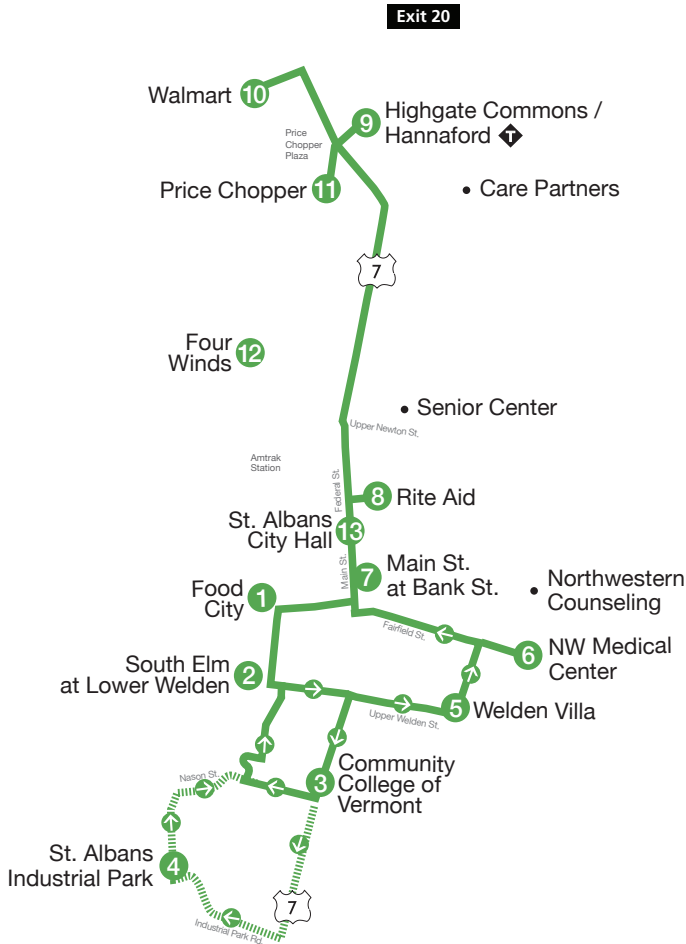 Exit 20
Walmart
10
9
Highgate Commons /
Hannaford T
Price
Chopper
Plaza
Price Chopper
11
Care Partners
7
Four
Winds
12
Senior Center
Upper Newton St.
Amtrak
Station
Federal St.
8
Rite Aid
St. Albans
City Hall
13
Main St.
7
Main St.
at Bank St.
Northwestern
Counseling
Food
City
1
Fairfield St.
6
NW Medical
Center
South Elm
at Lower Welden
2
5
Welden Villa
Upper Welden St.
Nason St.
3
Community
College of
Vermont
St. Albans
Industrial Park
4
7
Industrial Park Rd.